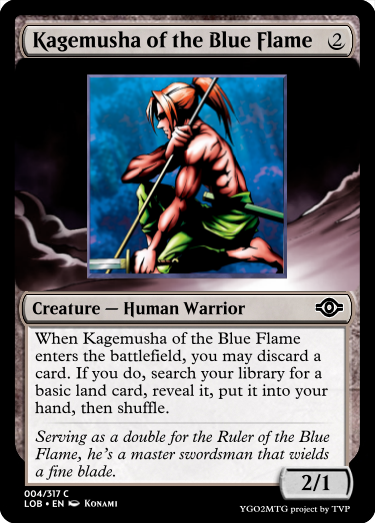 Kagemusha of the Blue Flame 2
Creature — Human Warrior
When Kagemusha of the Blue Flame
enters the battlefield, you may discard a
card. If you do, search your library for a
basic land card, reveal it, put it into your
hand, then shuffle.
Serving as a double for the Ruler of the Blue
Flame, he's a master swordsman that wields
a fine blade.
2/1
004/317 C
LOB • EN Konami
YGO2MTG project by TVP